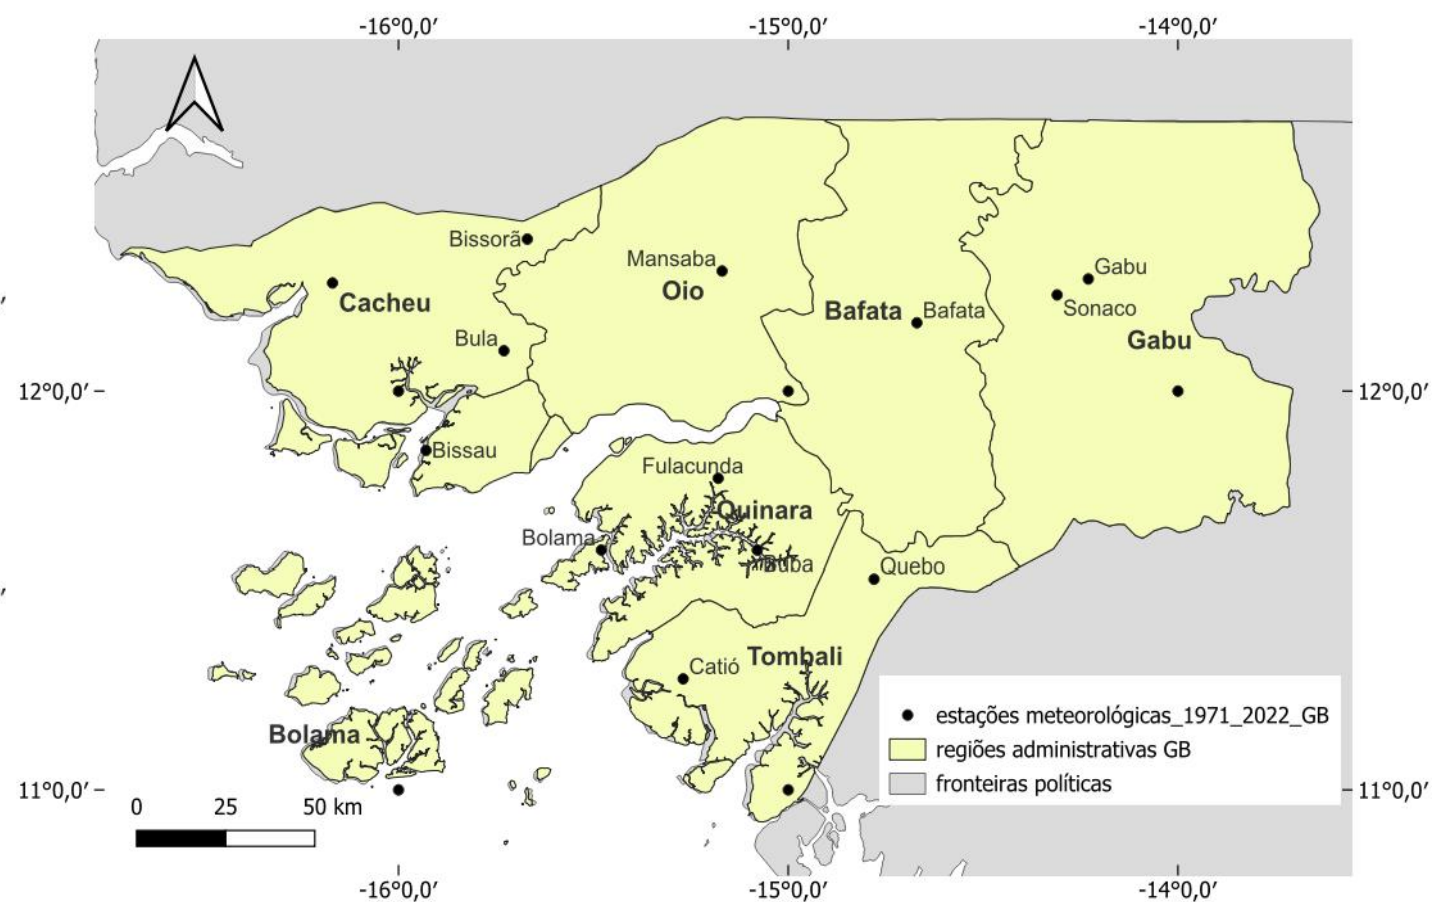 -16°0,0′ -15°0,0′ -14°0,0′
Bissorã
Mansaba
Gabu
Oio
Cacheu
Sonaco
Bafata Bafata
Bula
Gabu
12°0,0′ 12°0,0′
Bissau
Fulacunda
Quinara
Bolama
Buba
Quebo
Tombali
Catió
Bolama
estações meteorológicas_1971_2022_GB
regiões administrativas GB
fronteiras políticas
11°0,0′ 11°0,0′
0 25 50 km
-16°0,0′ -15°0,0′ -14°0,0′